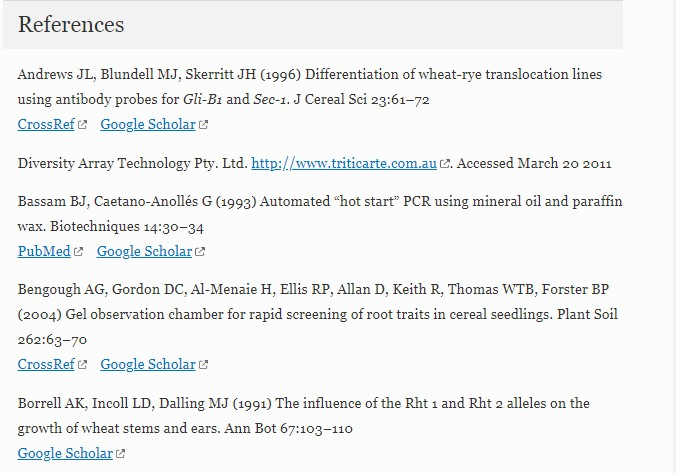 References
Andrews JL, Blundell MJ, Skerritt JH (1996) Differentiation of wheat-rye translocation lines
using antibody probes for Gli-B1 and Sec-1. J Cereal Sci 23:61–72
CrossRef Google Scholar
Diversity Array Technology Pty. Ltd. http://www.triticarte.com.au. Accessed March 20 2011
Bassam BJ, Caetano-Anollés G (1993) Automated “hot start” PCR using mineral oil and paraffin
wax. Biotechniques 14:30–34
PubMed Google Scholar
Bengough AG, Gordon DC, Al-Menaie H, Ellis RP, Allan D, Keith R, Thomas WTB, Forster BP
(2004) Gel observation chamber for rapid screening of root traits in cereal seedlings. Plant Soil
262:63–70
CrossRef Google Scholar
Borrell AK, Incoll LD, Dalling MJ (1991) The influence of the Rht 1 and Rht 2 alleles on the
growth of wheat stems and ears. Ann Bot 67:103–110
Google Scholar